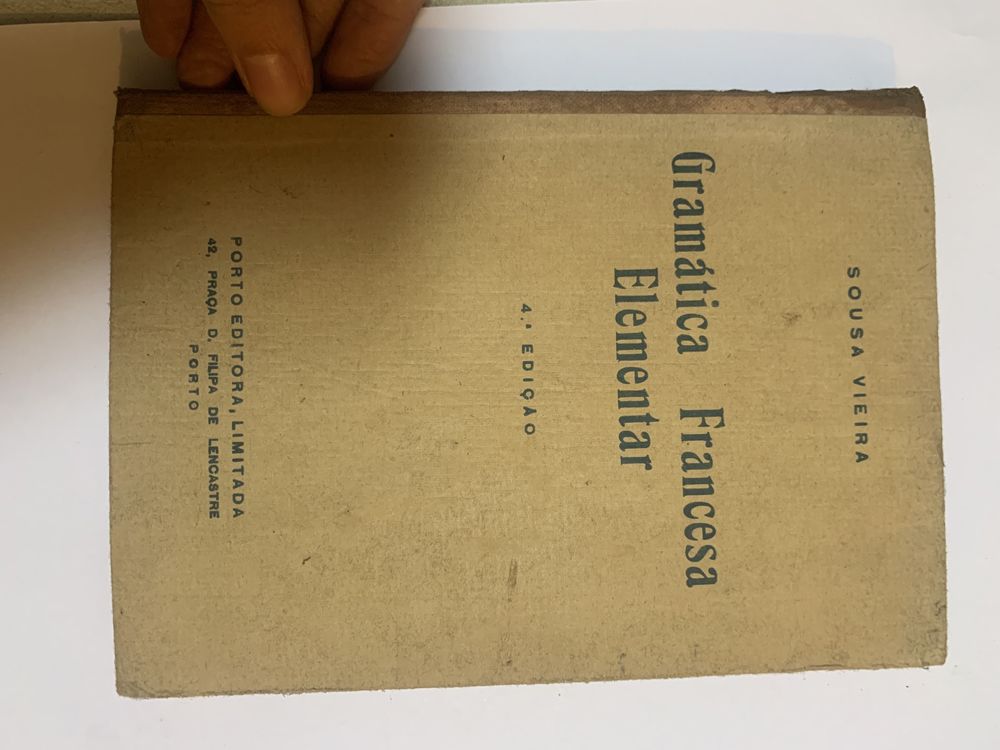 SOUSA VIEIRA
Gramática Francesa
Elementar
4.ª EDIÇÃO
PORTO EDITORA, LIMITADA
42, PRAÇA D. FILIPA DE LENCASTRE
PORTO